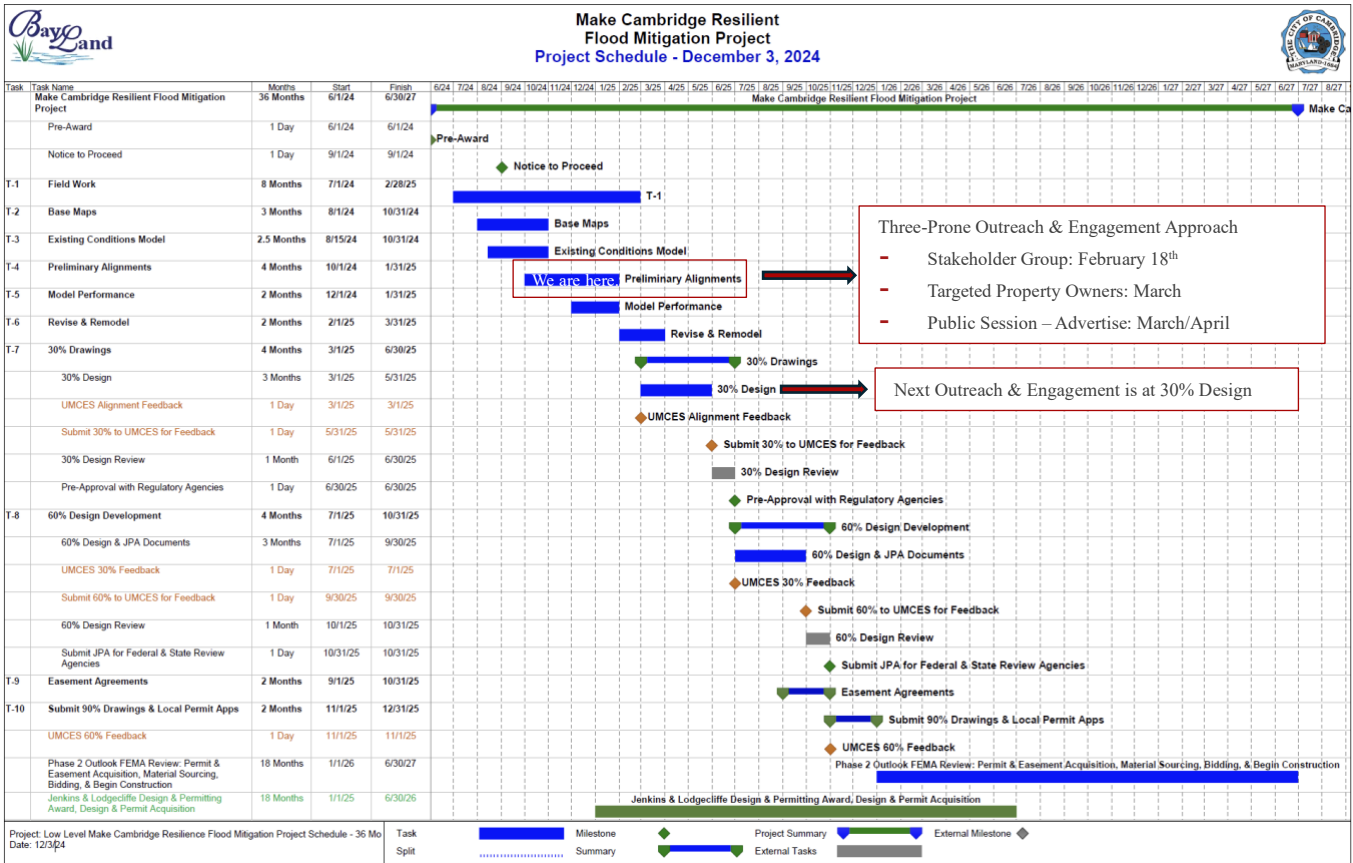 Bay Land
Make Cambridge Resilient
Flood Mitigation Project
Project Schedule - December 3, 2024
THE CITY OF CAMBRIDGE
MARYLAND-1684
Task Task Name Months Start Finish 6/24 7/24 8/24 9/24 10/24 11/24 12/24 1/25 2/25 3/25 4/25 5/25 6/25 7/25 8/25 9/25 10/25 11/25 12/25 1/26 2/26 3/26 4/26 5/26 6/26 7/26 8/26 9/26 10/26 11/26 12/26 1/27 2/27 3/27 4/27 5/27 6/27 7/27 8/27
Make Cambridge Resilient Flood Mitigation 36 Months 6/1/24 6/30/27 Make Cambridge Resilient Flood Mitigation Project
Project Make Ca
Pre-Award 1 Day 6/1/24 6/1/24 Pre-Award
Notice to Proceed 1 Day 9/1/24 9/1/24 Notice to Proceed
T-1 Field Work 8 Months 7/1/24 2/28/25 T-1
T-2 Base Maps 3 Months 8/1/24 10/31/24 Base Maps
T-3 Existing Conditions Model 2.5 Months 8/15/24 10/31/24 Existing Conditions Model
T-4 Preliminary Alignments 4 Months 10/1/24 1/31/25 We are here. Preliminary Alignments
T-5 Model Performance 2 Months 12/1/24 1/31/25 Model Performance
T-6 Revise & Remodel 2 Months 2/1/25 3/31/25 Revise & Remodel
T-7 30% Drawings 4 Months 3/1/25 6/30/25 30% Drawings
30% Design 3 Months 3/1/25 5/31/25 30% Design
UMCES Alignment Feedback 1 Day 3/1/25 3/1/25 UMCES Alignment Feedback
Submit 30% to UMCES for Feedback 1 Day 5/31/25 5/31/25 Submit 30% to UMCES for Feedback
30% Design Review 1 Month 6/1/25 6/30/25 30% Design Review
Pre-Approval with Regulatory Agencies 1 Day 6/30/25 6/30/25 Pre-Approval with Regulatory Agencies
T-8 60% Design Development 4 Months 7/1/25 10/31/25 60% Design Development
60% Design & JPA Documents 3 Months 7/1/25 9/30/25 60% Design & JPA Documents
UMCES 30% Feedback 1 Day 7/1/25 7/1/25 UMCES 30% Feedback
Submit 60% to UMCES for Feedback 1 Day 9/30/25 9/30/25 Submit 60% to UMCES for Feedback
60% Design Review 1 Month 10/1/25 10/31/25 60% Design Review
Submit JPA for Federal & State Review 1 Day 10/31/25 10/31/25 Submit JPA for Federal & State Review Agencies
Agencies
T-9 Easement Agreements 2 Months 9/1/25 10/31/25 Easement Agreements
T-10 Submit 90% Drawings & Local Permit Apps 2 Months 11/1/25 12/31/25 Submit 90% Drawings & Local Permit Apps
UMCES 60% Feedback 1 Day 11/1/25 11/1/25 UMCES 60% Feedback
Phase 2 Outlook FEMA Review: Permit & 18 Months 1/1/26 6/30/27 Phase 2 Outlook FEMA Review: Permit & Easement Acquisition, Material Sourcing, Bidding, & Begin Construction
Easement Acquisition, Material Sourcing,
Bidding, & Begin Construction
Jenkins & Lodgecliffe Design & Permitting 18 Months 1/1/25 6/30/26 Jenkins & Lodgecliffe Design & Permitting Award, Design & Permit Acquisition
Award, Design & Permit Acquisition
Three-Prone Outreach & Engagement Approach
- Stakeholder Group: February 18th
- Targeted Property Owners: March
- Public Session – Advertise: March/April
Next Outreach & Engagement is at 30% Design
Project: Low Level Make Cambridge Resilience Flood Mitigation Project Schedule - 36 Mo
Date: 12/3/24
Task Milestone Project Summary External Milestone
Split Summary External Tasks